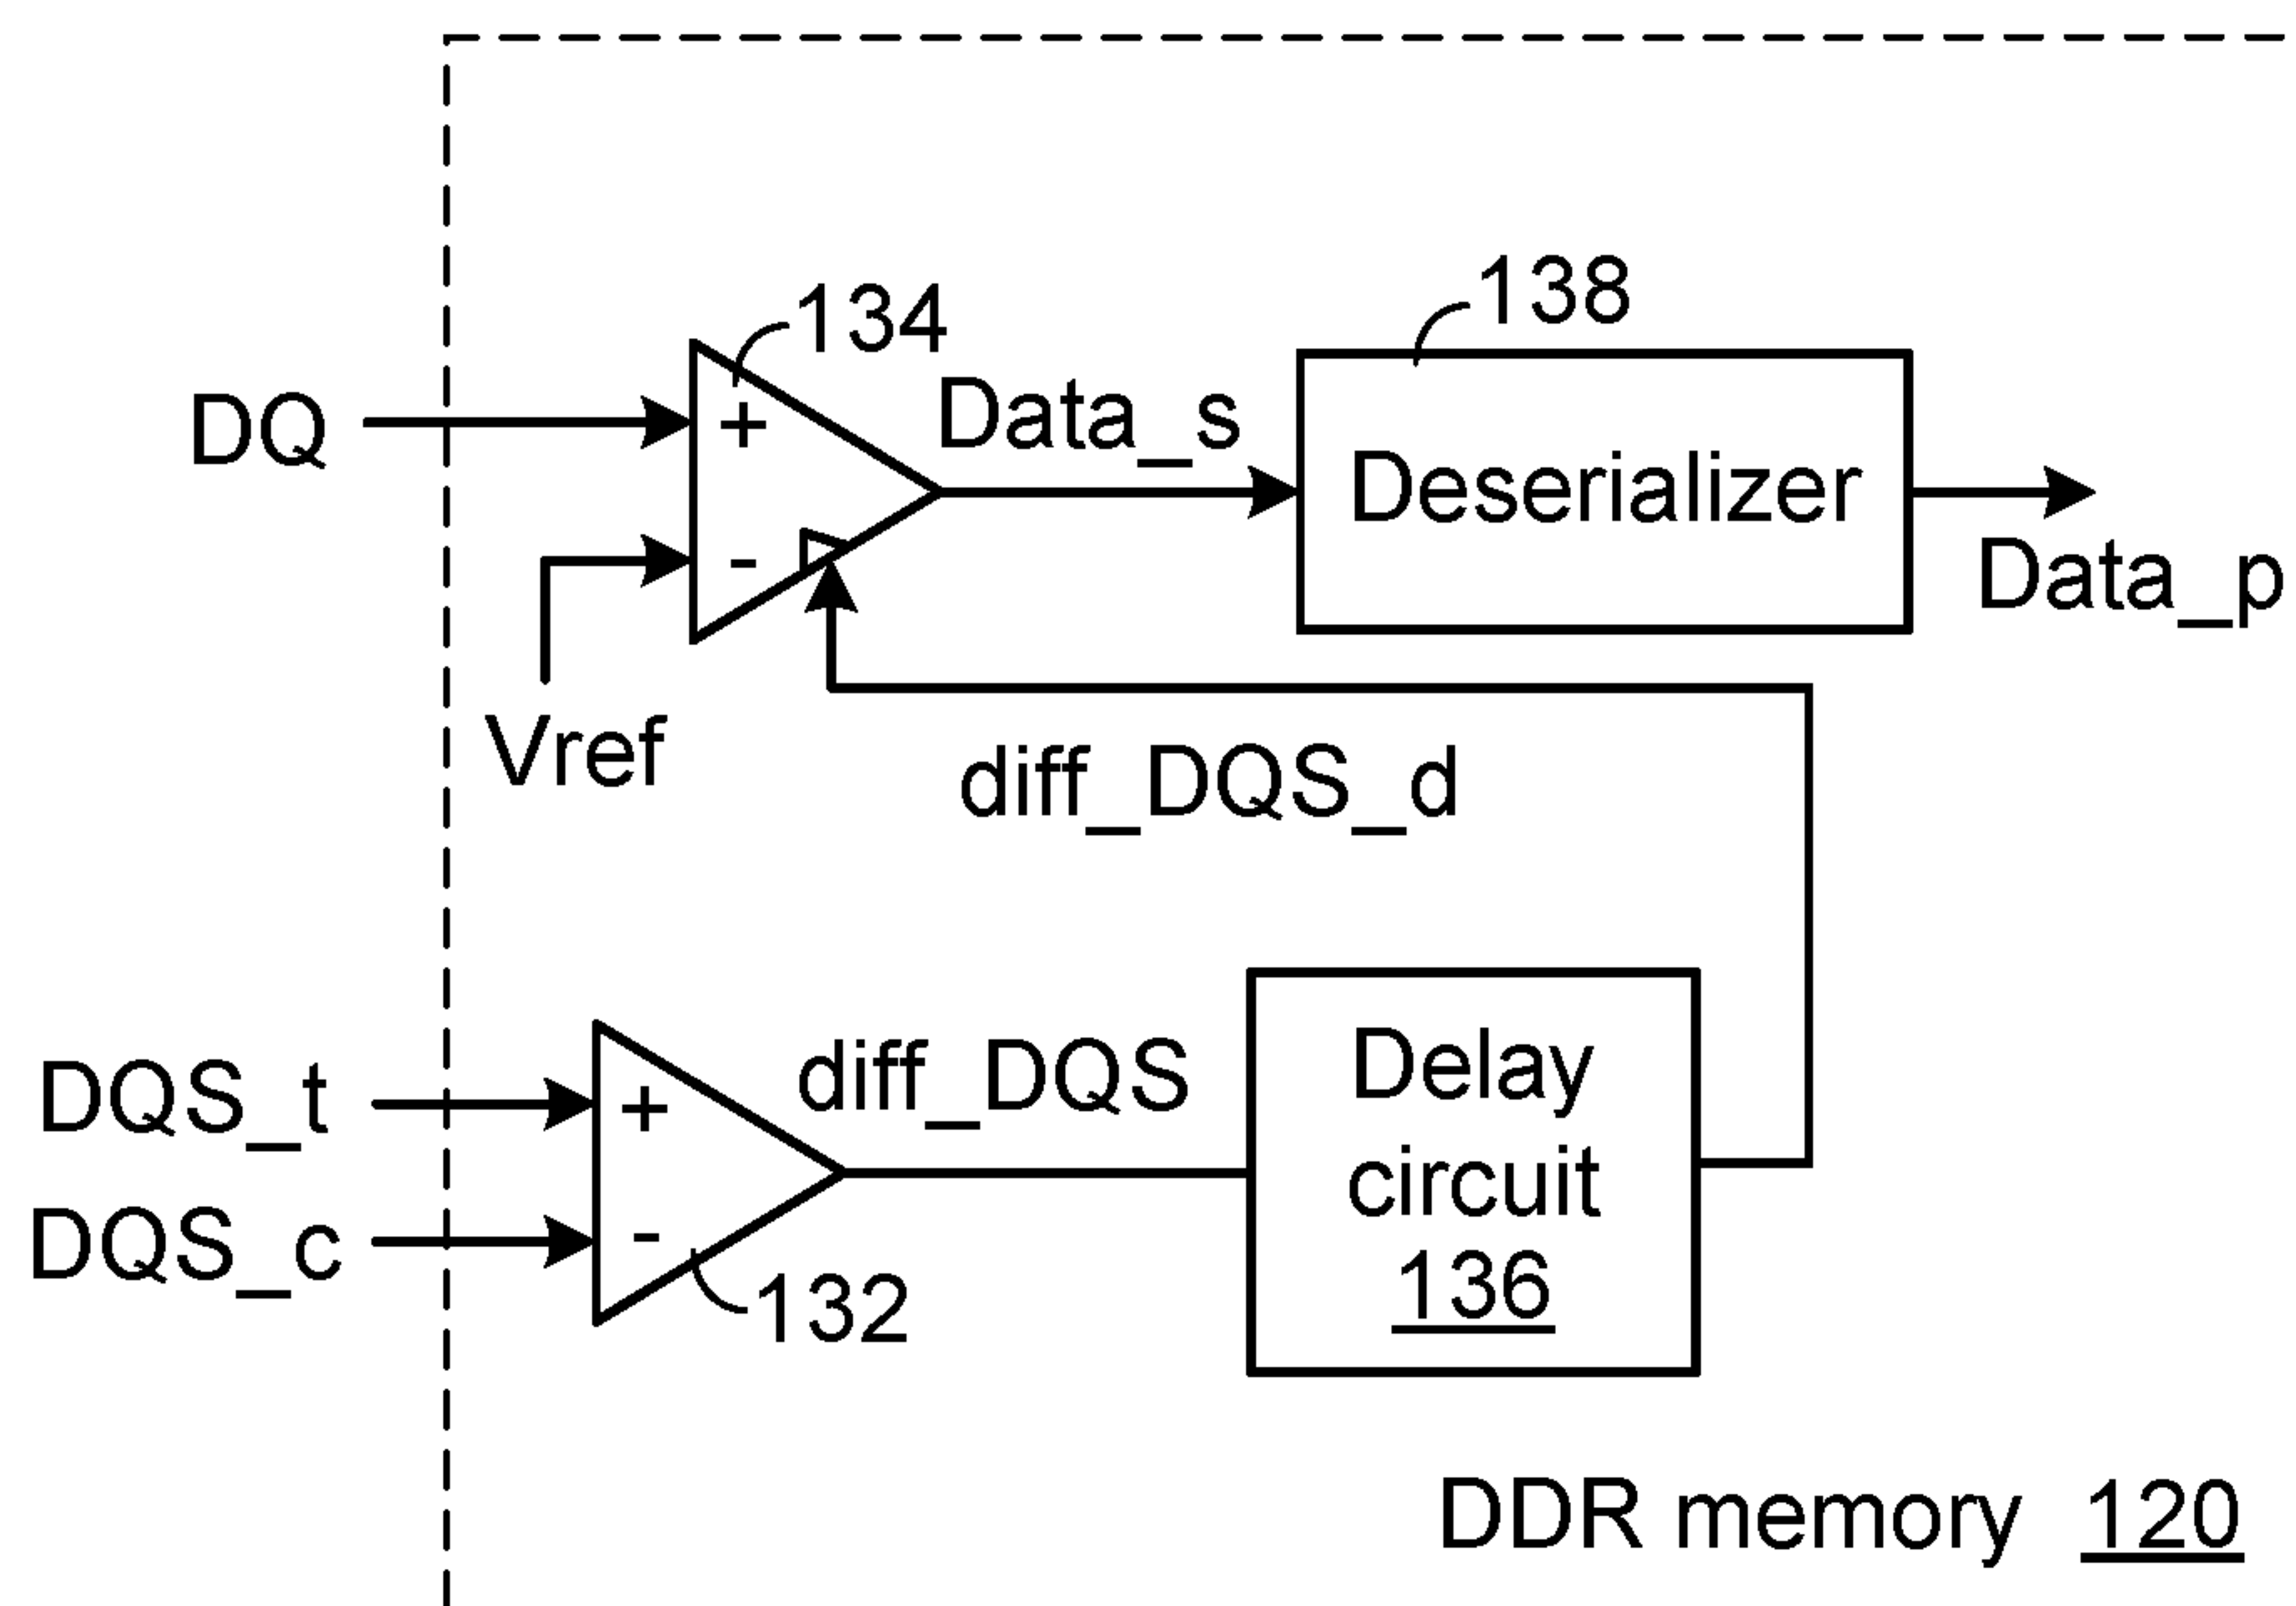 134
138
DQ
+
Data_s
Deserializer
-
Data_p
Vref
diff_DQS_d
DQS_t
+
diff_DQS
Delay
circuit
136
DQS_c
-
132
DDR memory 120